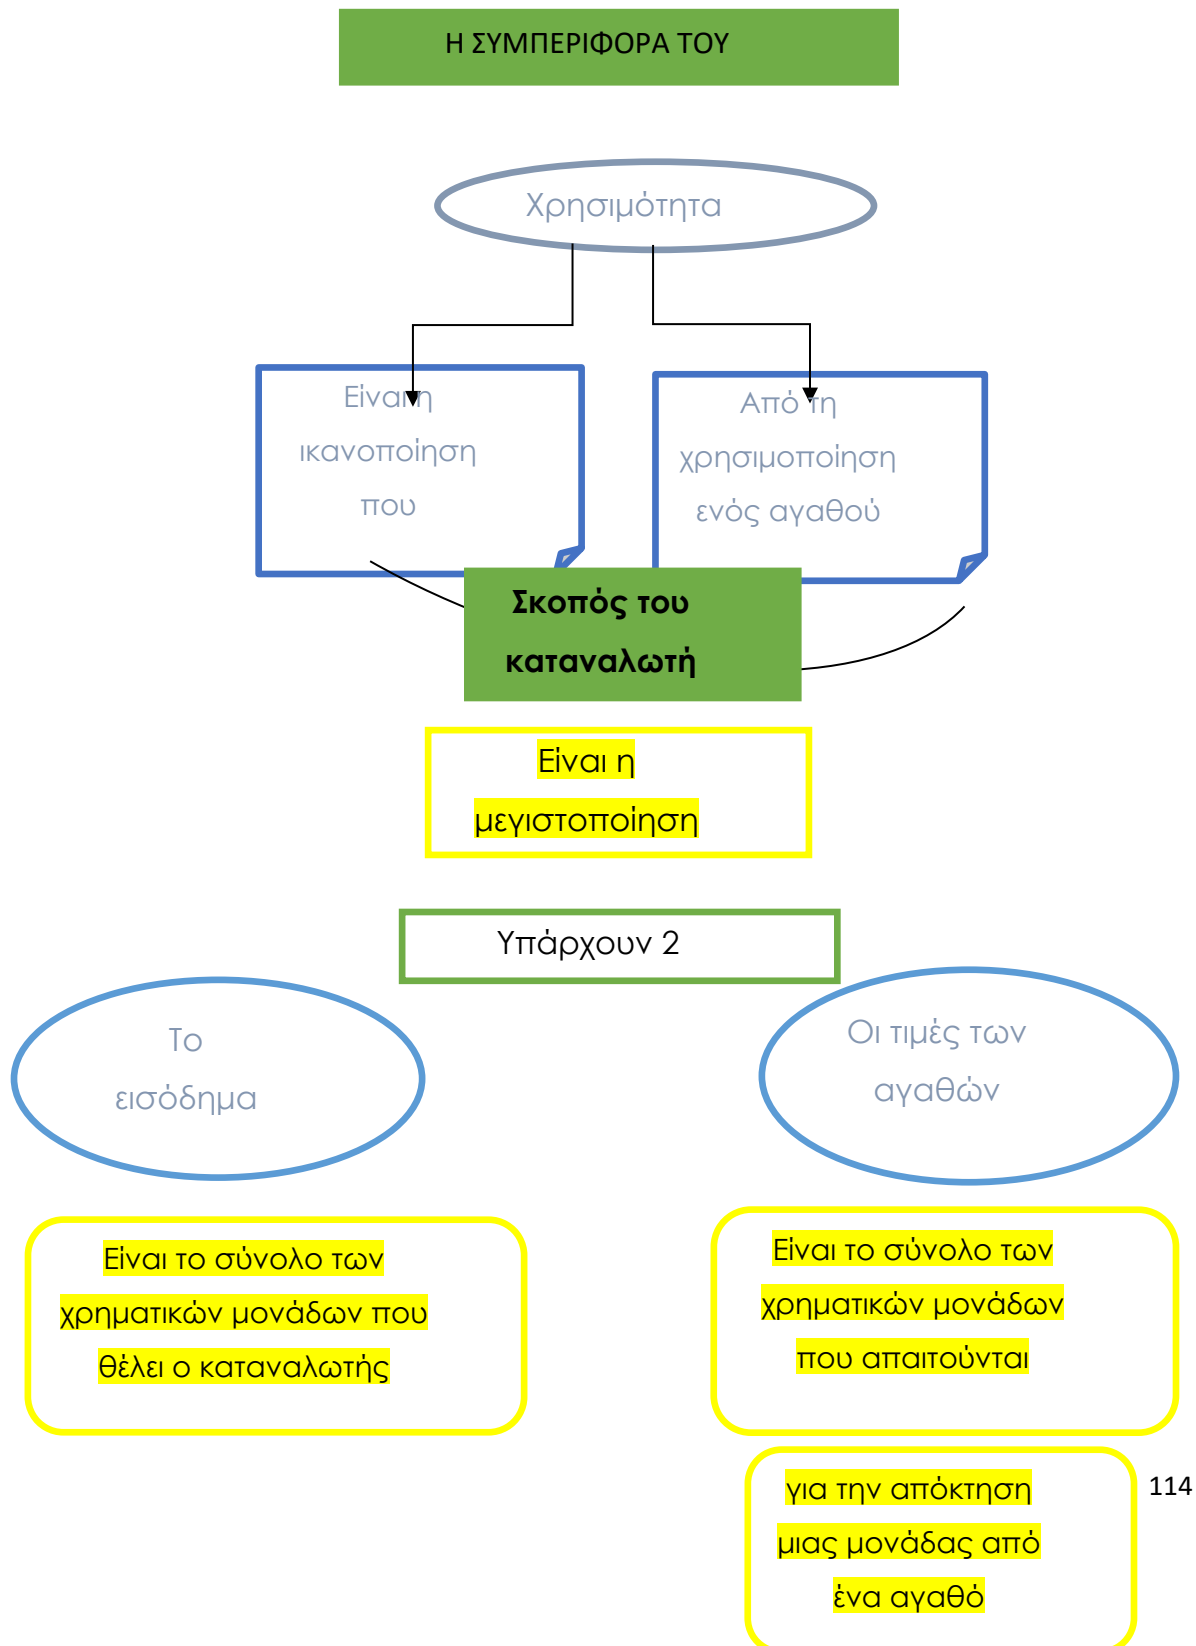 Η ΣΥΜΠΕΡΙΦΟΡΑ ΤΟΥ
Χρησιμότητα
Είναι η
ικανοποίηση
που
Από τη
χρησιμοποίηση
ενός αγαθού
Σκοπός του
καταναλωτή
Είναι η
μεγιστοποίηση
Υπάρχουν 2
Το
εισόδημα
Οι τιμές των
αγαθών
Είναι το σύνολο των
χρηματικών μονάδων που
θέλει ο καταναλωτής
Είναι το σύνολο των
χρηματικών μονάδων
που απαιτούνται
για την απόκτηση
μιας μονάδας από
ένα αγαθό
114